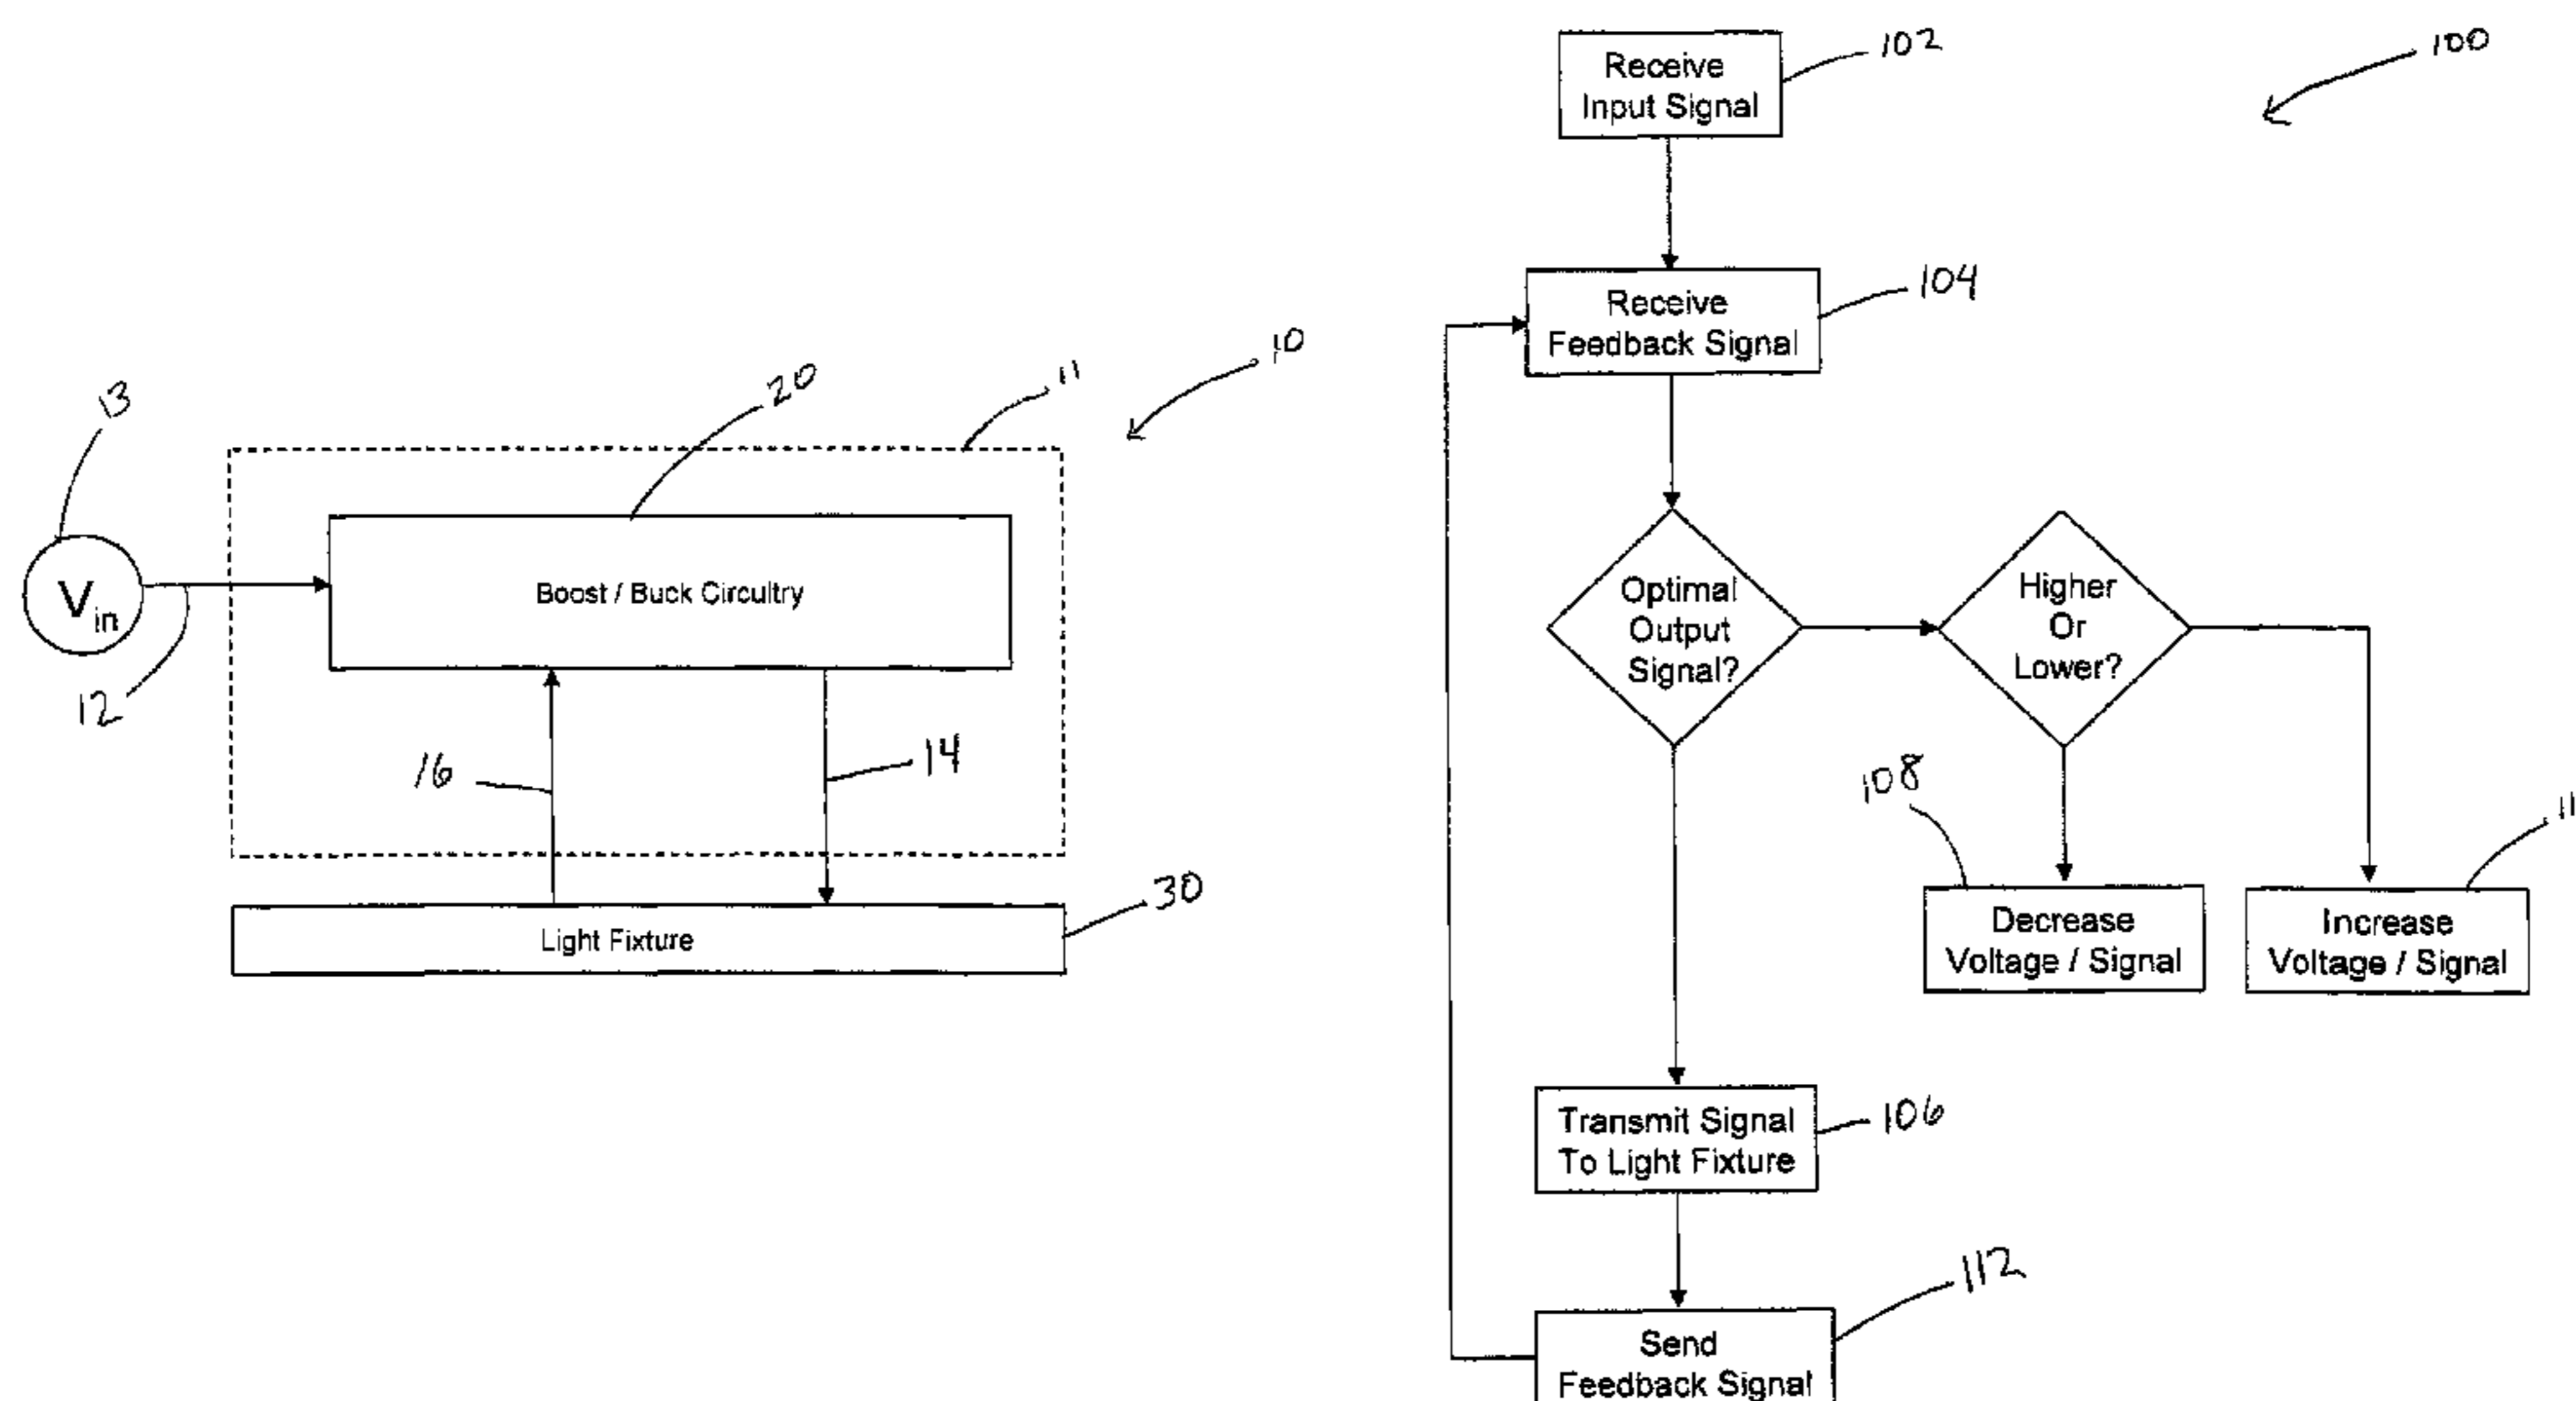 13
V in
12
20
11
10
Boost / Buck Circuitry
16
14
Light Fixture
30
100
Receive
Input Signal
102
Receive
Feedback Signal
104
Optimal
Output
Signal?
Higher
Or
Lower?
108
Decrease
Voltage / Signal
11
Increase
Voltage / Signal
Transmit Signal
To Light Fixture
106
Send
Feedback Signal
112